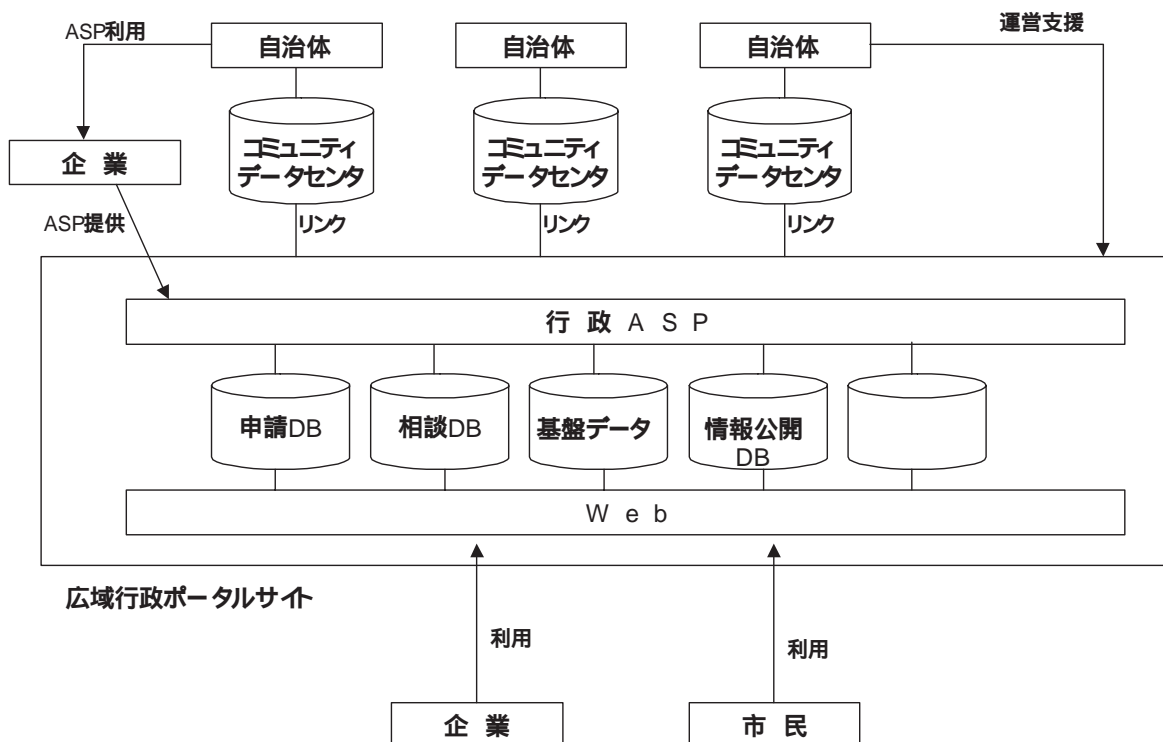 ASP利用
自治体
自治体
自治体
運営支援
コミュニティ
データセンタ
コミュニティ
データセンタ
コミュニティ
データセンタ
企 業
ASP提供
リンク
リンク
リンク
行 政 A S P
申請DB
相談DB
基盤データ
情報公開
DB
W e b
広域行政ポータルサイト
利用
利用
企 業
市 民